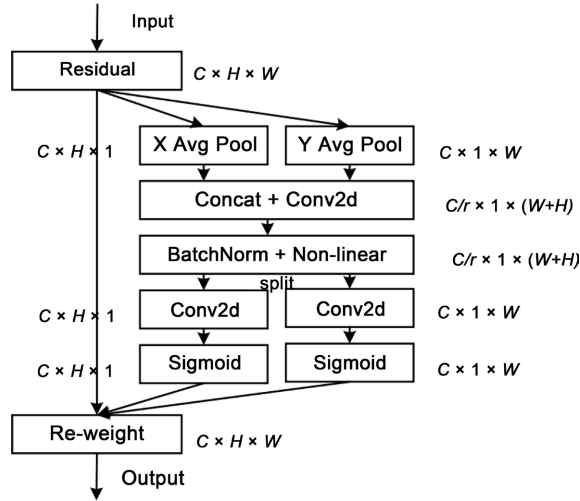 Input
Residual
C × H × W
C × H × 1
X Avg Pool
Y Avg Pool
C × 1 × W
Concat + Conv2d
C/r × 1 × (W+H)
BatchNorm + Non-linear
C/r × 1 × (W+H)
split
C × H × 1
Conv2d
Conv2d
C × 1 × W
C × H × 1
Sigmoid
Sigmoid
C × 1 × W
Re-weight
C × H × W
Output